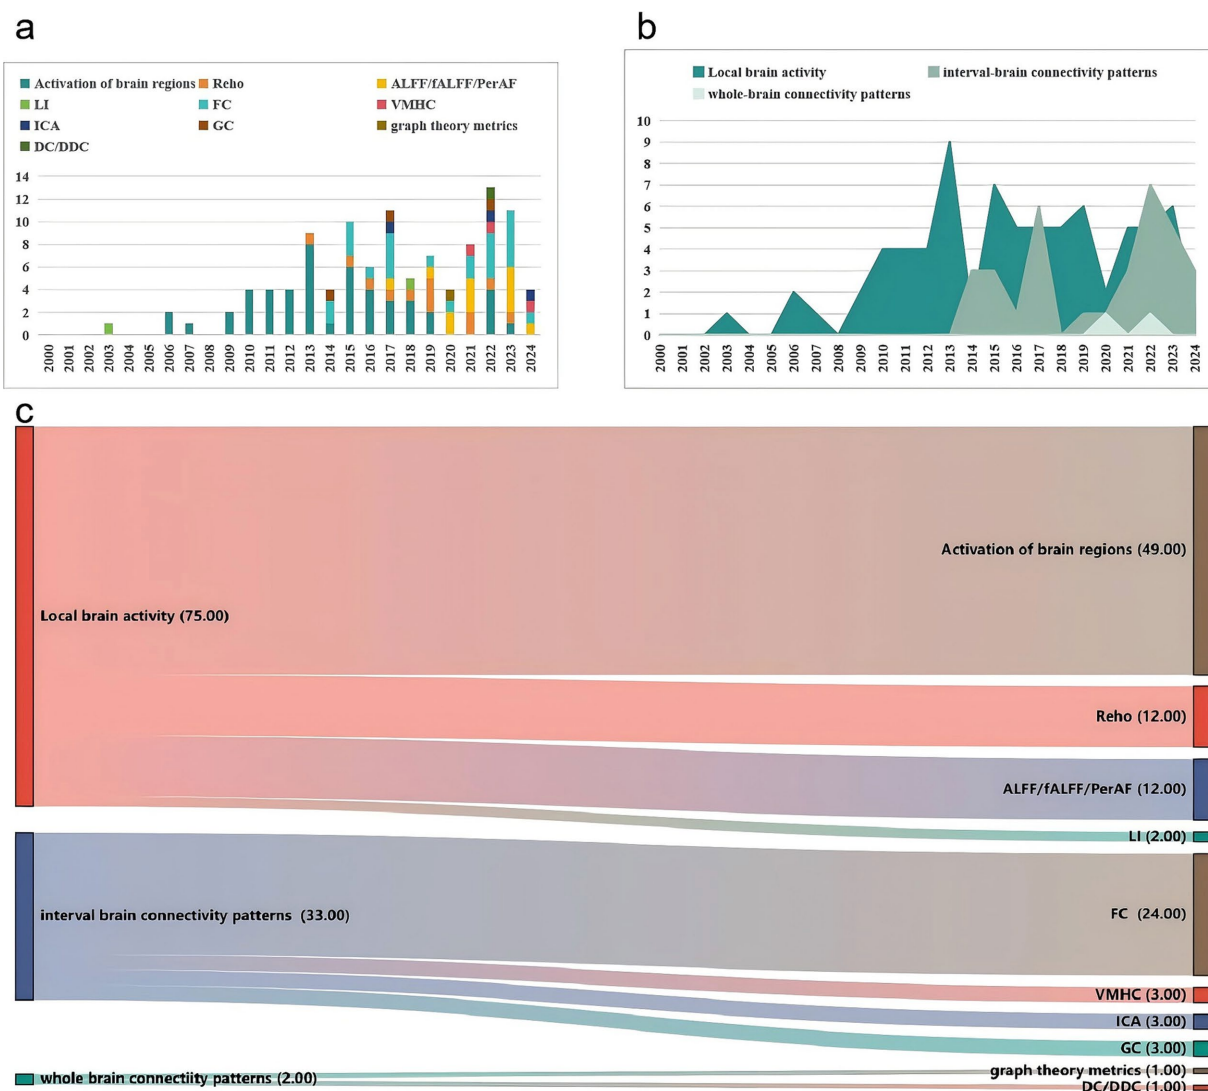 a
Activation of brain regions Reho ALFF/fALFF/PerAF
LI FC VMHC
ICA GC graph theory metrics
DC/DDC
14
12
10
8
6
4
2
0
2000 2001 2002 2003 2004 2005 2006 2007 2008 2009 2010 2011 2012 2013 2014 2015 2016 2017 2018 2019 2020 2021 2022 2023 2024
b
Local brain activity interval-brain connectivity patterns
whole-brain connectivity patterns
10
9
8
7
6
5
4
3
2
1
0
2000 2001 2002 2003 2004 2005 2006 2007 2008 2009 2010 2011 2012 2013 2014 2015 2016 2017 2018 2019 2020 2021 2022 2023 2024
c
Activation of brain regions (49.00)
Local brain activity (75.00)
Reho (12.00)
ALFF/fALFF/PerAF (12.00)
LI (2.00)
FC (24.00)
interval brain connectivity patterns (33.00)
VMHC (3.00)
ICA (3.00)
GC (3.00)
graph theory metrics (1.00)
whole brain connectiity patterns (2.00)
DC/DDC (1.00)